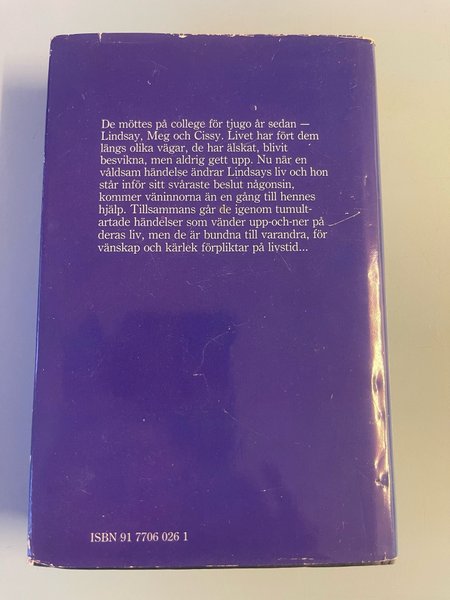 De möttes på college för tjugo år sedan —
Lindsay, Meg och Cissy. Livet har fört dem
längs olika vägar, de har älskat, blivit
besvikna, men aldrig gett upp. Nu när en
våldsam händelse ändrar Lindsays liv och hon
står inför sitt svåraste beslut någonsin,
kommer väninnorna än en gång till hennes
hjälp. Tillsammans går de igenom tumult-
artade händelser som vänder upp-och-ner på
deras liv, men de är bundna till varandra, för
vänskap och kärlek förpliktar på livstid...
ISBN 91 7706 026 1